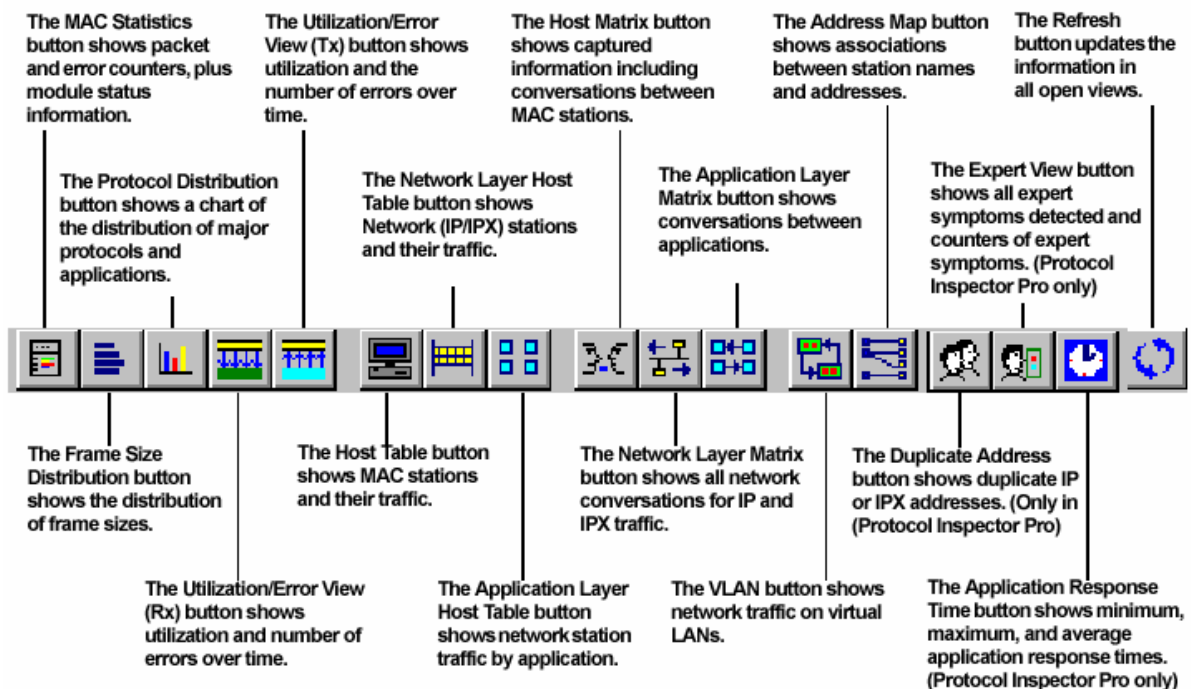 The MAC Statistics
button shows packet
and error counters, plus
module status
information.
The Utilization/Error
View (Tx) button shows
utilization and the
number of errors over
time.
The Host Matrix button
shows captured
information including
conversations between
MAC stations.
The Address Map button
shows associations
between station names
and addresses.
The Refresh
button updates the
information in
all open views.
The Protocol Distribution
button shows a chart of
the distribution of major
protocols and
applications.
The Network Layer Host
Table button shows
Network (IP/IPX) stations
and their traffic.
The Application Layer
Matrix button shows
conversations between
applications.
The Expert View button
shows all expert
symptoms detected and
counters of expert
symptoms. (Protocol
Inspector Pro only)
The Frame Size
Distribution button
shows the distribution
of frame sizes.
The Host Table button
shows MAC stations
and their traffic.
The Network Layer Matrix
button shows all network
conversations for IP and
IPX traffic.
The Duplicate Address
button shows duplicate IP
or IPX addresses. (Only in
(Protocol Inspector Pro)
The Utilization/Error View
(Rx) button shows
utilization and number of
errors over time.
The Application Layer
Host Table button
shows network station
traffic by application.
The VLAN button shows
network traffic on virtual
LANs.
The Application Response
Time button shows minimum,
maximum, and average
application response times.
(Protocol Inspector Pro only)